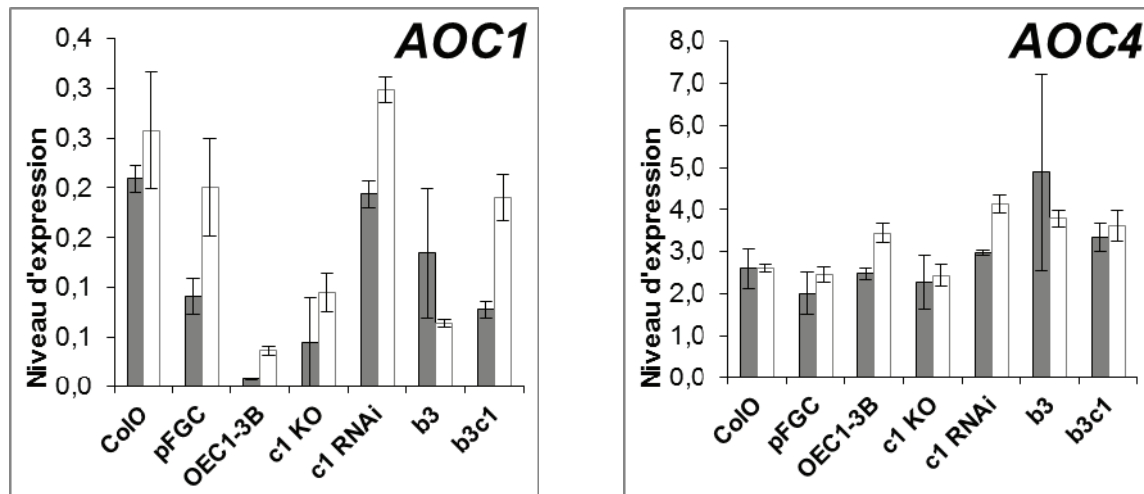 AOC1
Niveau d'expression
0,4
0,3
0,3
0,2
0,2
0,1
0,1
0,0
ColO
pFGC
OEC1-3B
c1 KO
c1 RNAi
b3
b3c1
AOC4
Niveau d'expression
8,0
7,0
6,0
5,0
4,0
3,0
2,0
1,0
0,0
ColO
pFGC
OEC1-3B
c1 KO
c1 RNAi
b3
b3c1